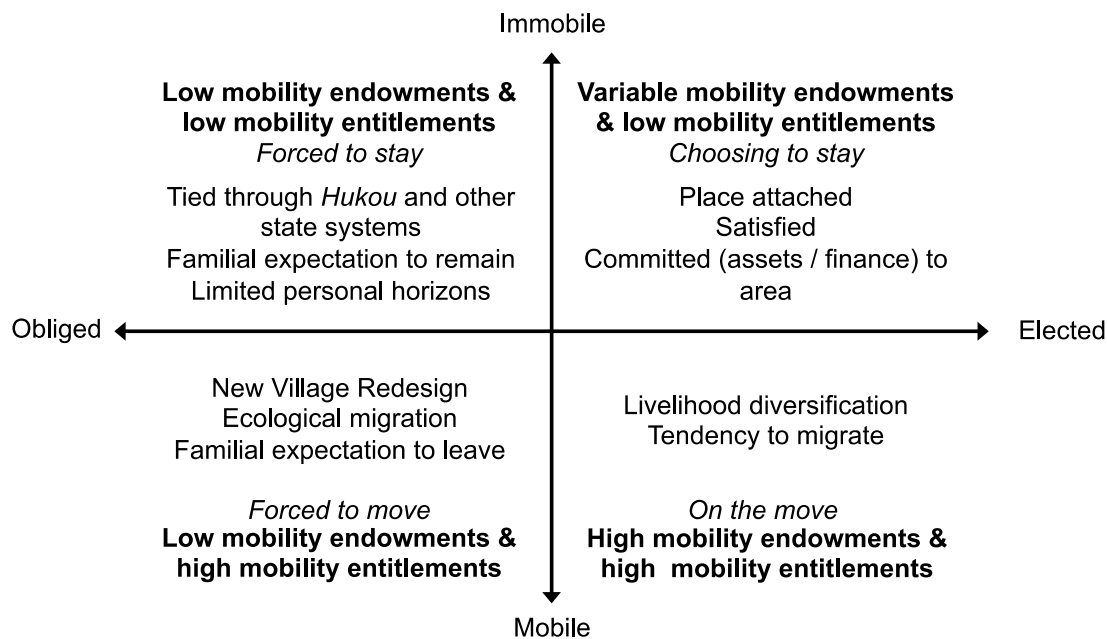 Immobile
Low mobility endowments &
low mobility entitlements
Forced to stay
Tied through Hukou and other
state systems
Familial expectation to remain
Limited personal horizons
Variable mobility endowments
& low mobility entitlements
Choosing to stay
Place attached
Satisfied
Committed (assets / finance) to
area
Obliged
Elected
New Village Redesign
Ecological migration
Familial expectation to leave
Forced to move
Low mobility endowments &
high mobility entitlements
Livelihood diversification
Tendency to migrate
On the move
High mobility endowments &
high mobility entitlements
Mobile